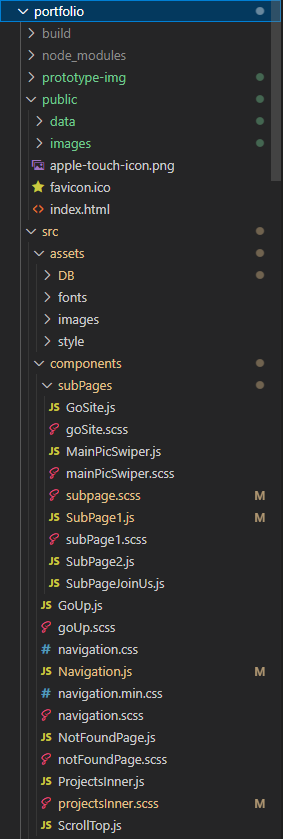 portfolio
build
node_modules
prototype-img
public
data
images
apple-touch-icon.png
favicon.ico
<> index.html
src
assets
DB
fonts
images
style
components
subPages
JS GoSite.js
goSite.scss
JS MainPicSwiper.js
mainPicSwiper.scss
subpage.scss M
JS SubPage1.js M
subPage1.scss
JS SubPage2.js
JS SubPageJoinUs.js
JS GoUp.js
goUp.scss
# navigation.css
JS Navigation.js M
# navigation.min.css
navigation.scss
JS NotFoundPage.js
notFoundPage.scss
JS ProjectsInner.js
projectsInner.scss M
JS ScrollTop.js